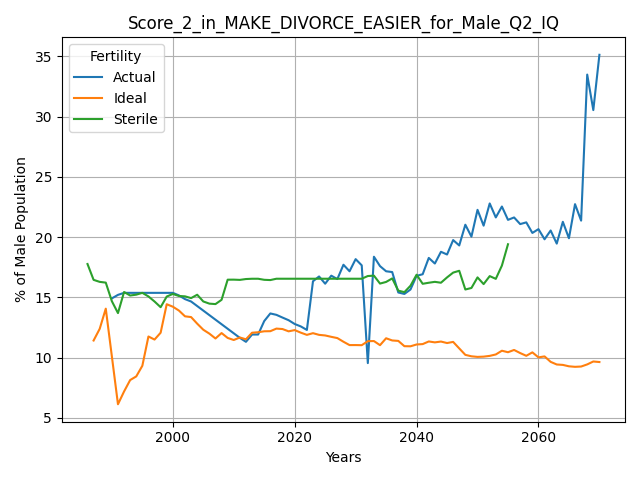 Score_2_in_MAKE_DIVORCE_EASIER_for_Male_Q2_IQ
Fertility
Actual
Ideal
Sterile
% of Male Population
35
30
25
20
15
10
5
2000 2020 2040 2060
Years